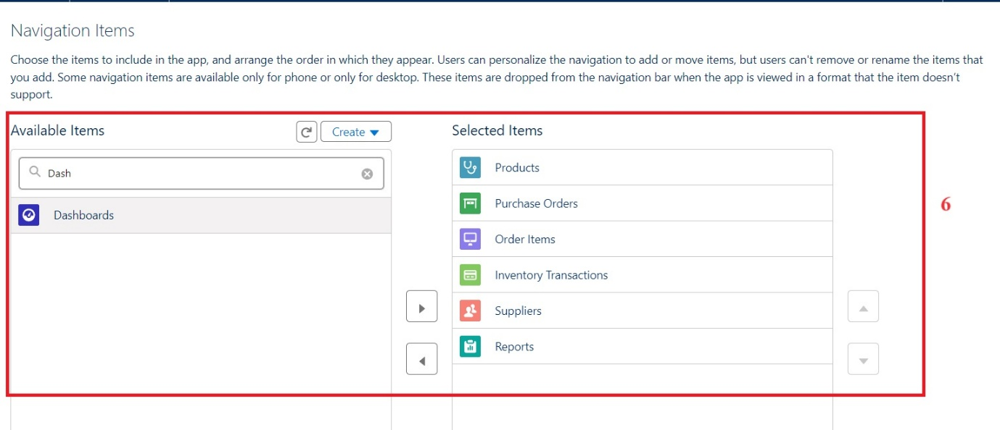 Navigation Items
Choose the items to include in the app, and arrange the order in which they appear. Users can personalize the navigation to add or move items, but users can't remove or rename the items that
you add. Some navigation items are available only for phone or only for desktop. These items are dropped from the navigation bar when the app is viewed in a format that the item doesn’t
support.
Available Items
Create
Dash
Dashboards
Selected Items
Products
Purchase Orders
Order Items
Inventory Transactions
Suppliers
Reports
6